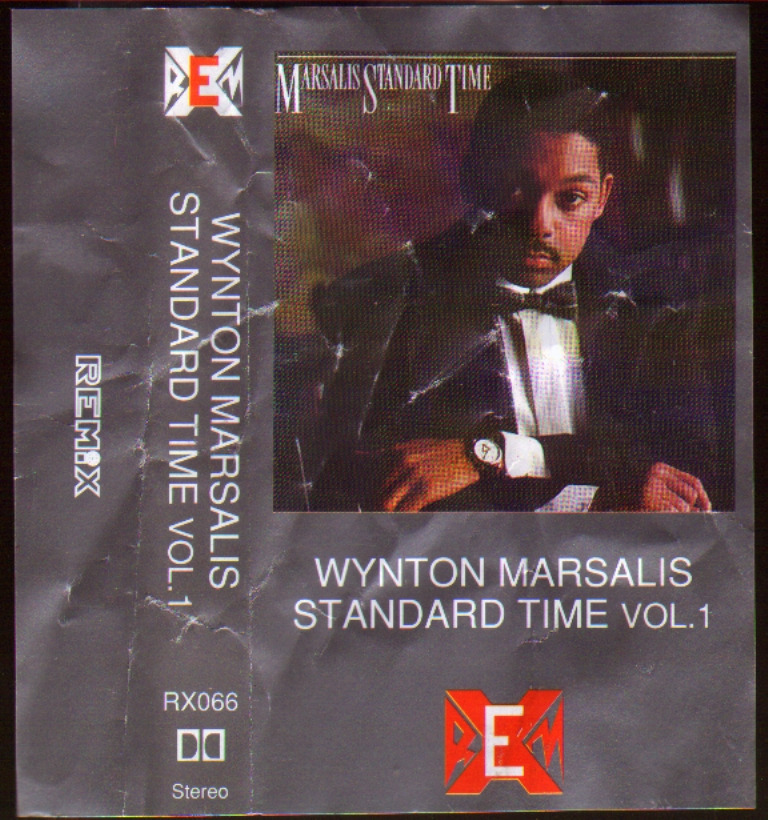 REMIX
REM
WYNTON MARSALIS
STANDARD TIME VOL.1
RX066
Stereo
MARSALIS STANDARD TIME
WYNTON MARSALIS
STANDARD TIME VOL.1
REM